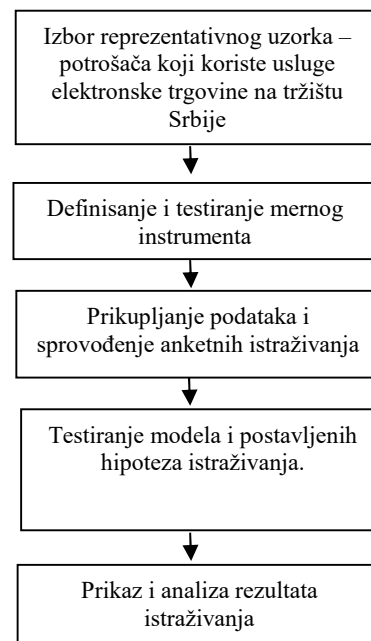 Izbor reprezentativnog uzorka –
potrošača koji koriste usluge
elektronske trgovine na tržištu
Srbije
Definisanje i testiranje mernog
instrumenta
Prikupljanje podataka i
sprovođenje anketnih istraživanja
Testiranje modela i postavljenih
hipoteza istraživanja.
Prikaz i analiza rezultata
istraživanja